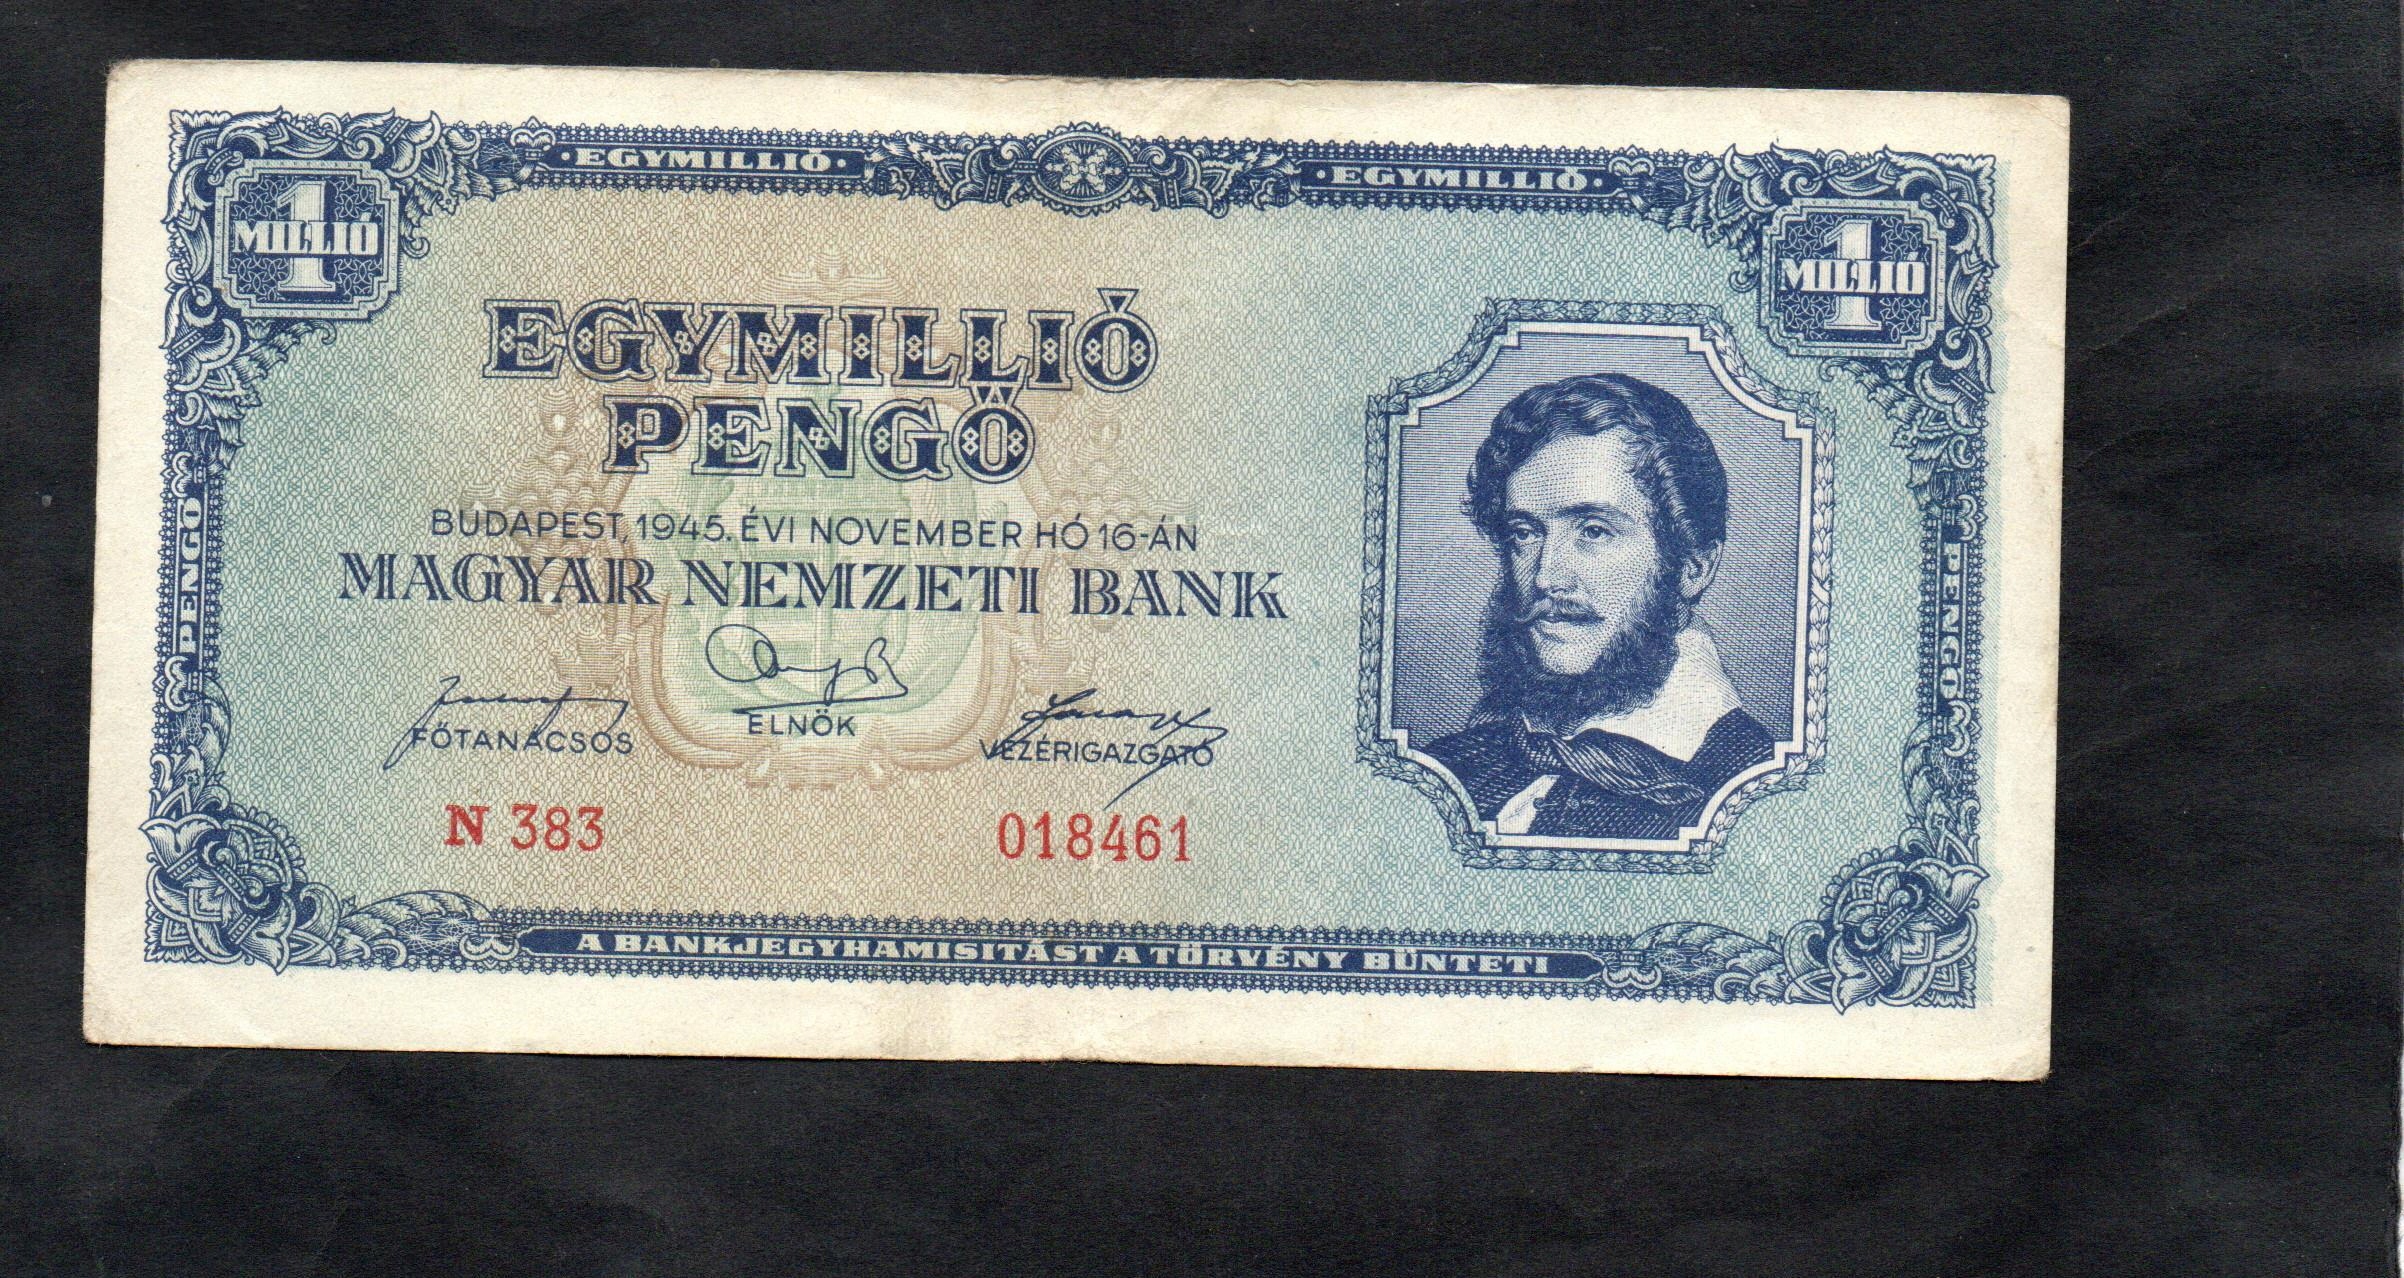 ·EGYMILLIÓ· ·EGYMILLIÓ·
1 MILLIÓ
1 MILLIÓ
EGYMILLIÓ
PENGŐ
BUDAPEST, 1945. ÉVI NOVEMBER HÓ 16-ÁN
MAGYAR NEMZETI BANK
FŐTANÁCSOS
ELNÖK
VEZÉRIGAZGATÓ
N 383
018461
PENGŐ
PENGŐ
A BANKJEGYHAMISITÁST A TÖRVÉNY BÜNTETI